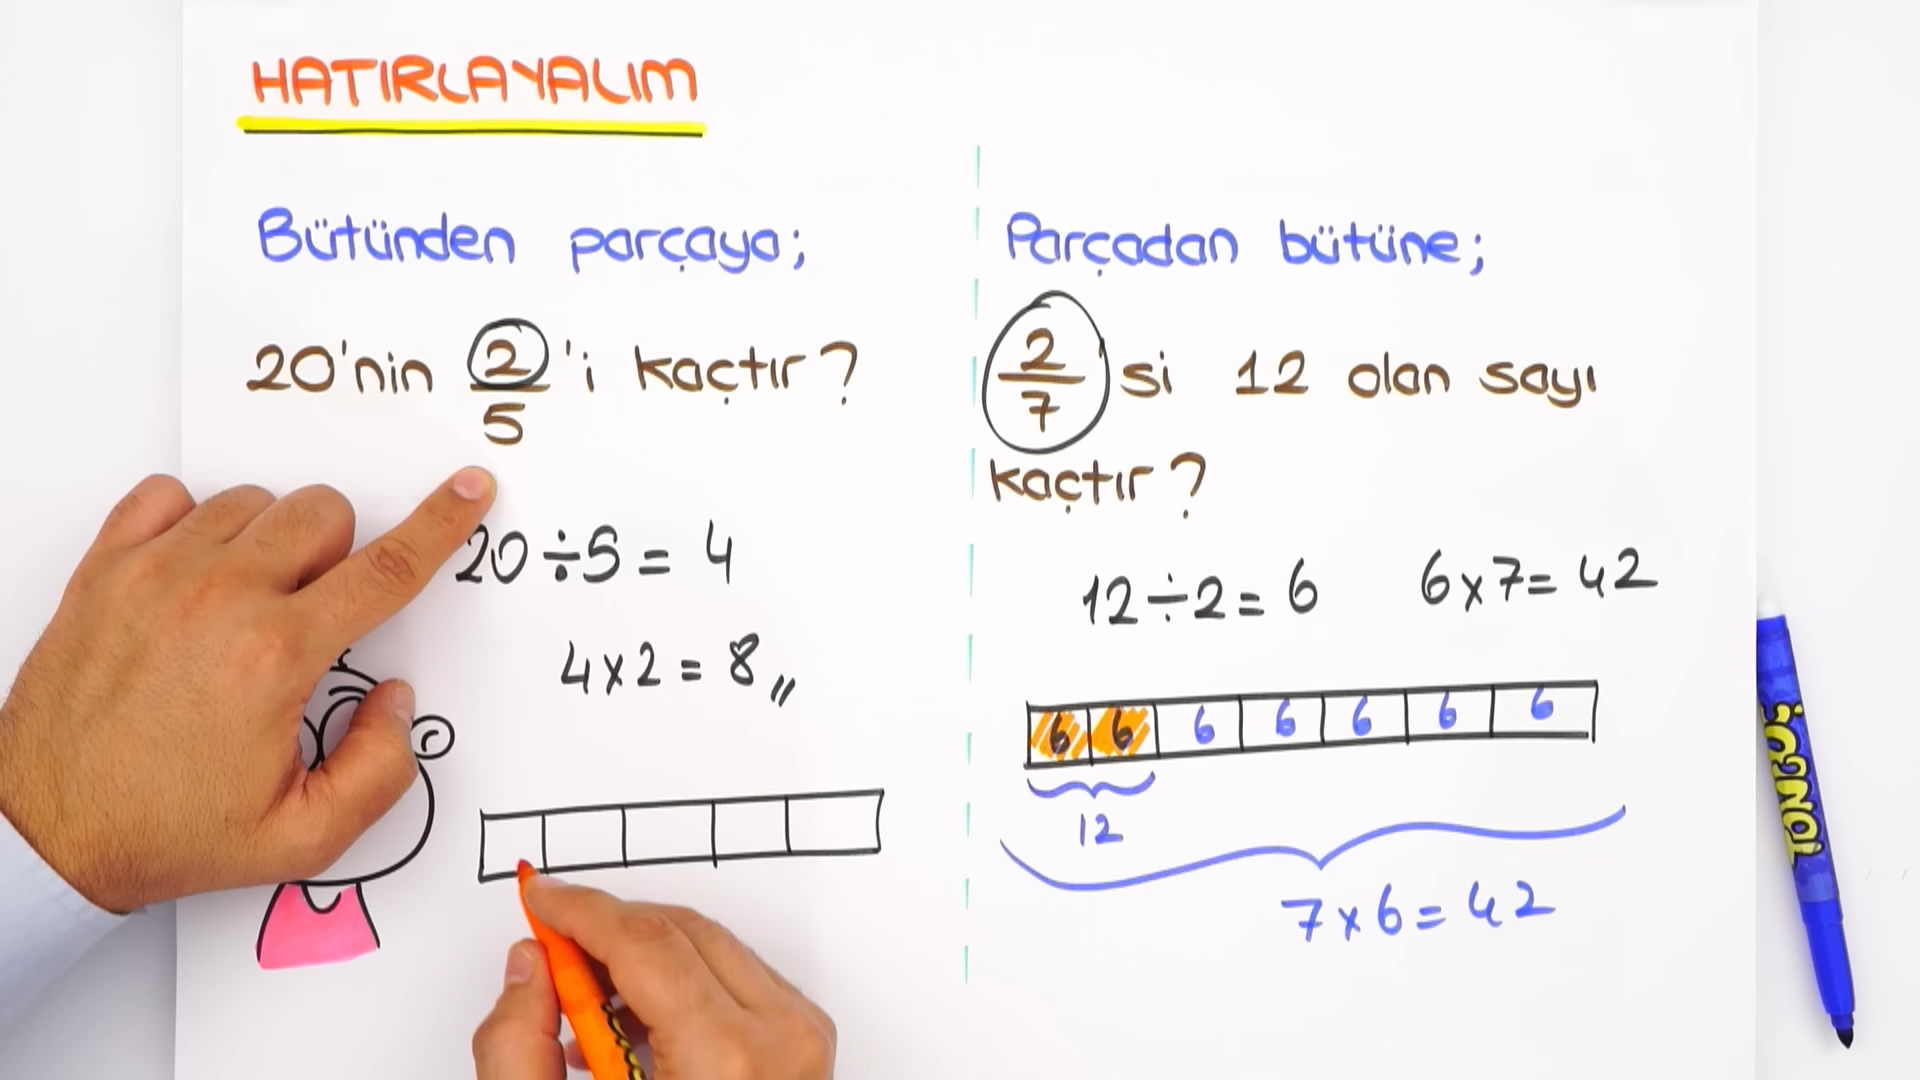 HATIRLAYALIM
Bütünden parçaya;
20'nin 2/5 'i kaçtır?
20÷5 = 4
4x2 = 8 〃
Parçadan bütüne;
2/7 si 12 olan sayı
kaçtır?
12÷2 = 6 6x7= 42
6 6 6 6 6 6 6
12
7x6 = 42